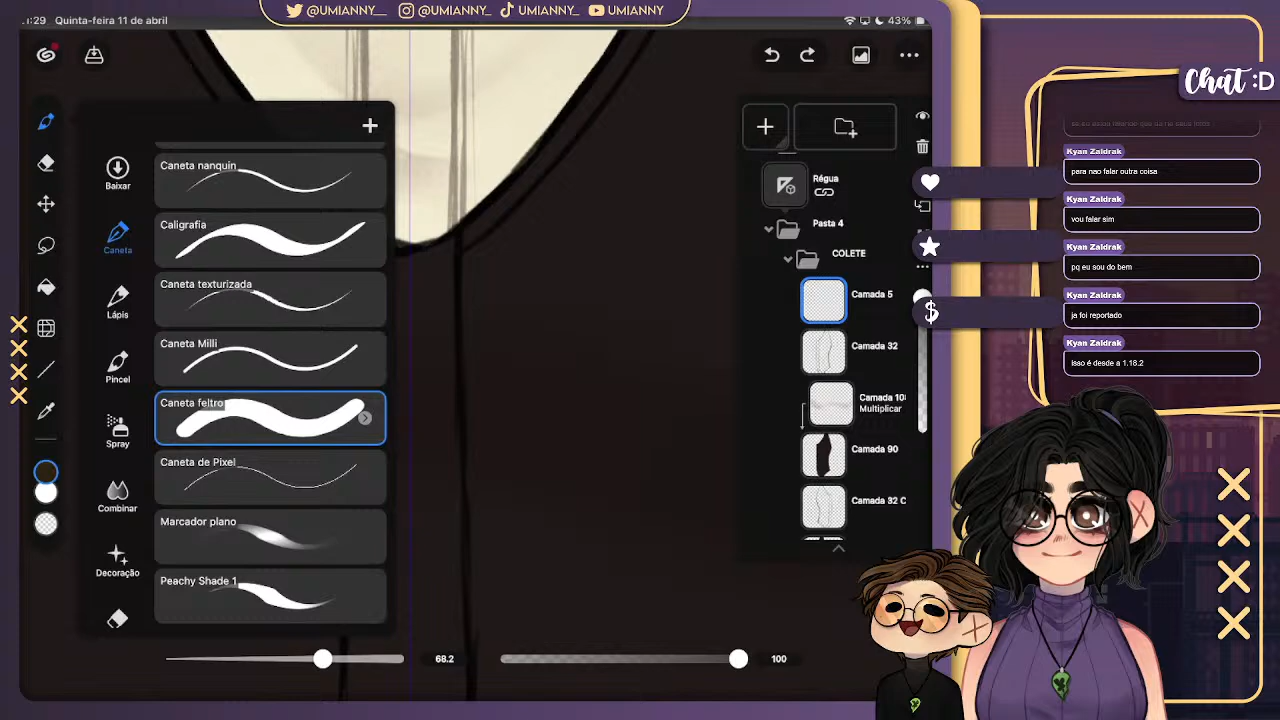 @UMIANNY__ @UMIANNY_ UMIANNY_ UMIANNY
:29 Quinta-feira 11 de abril
43%
Chat :D
Baixar
Caneta
Lápis
Pincel
Spray
Combinar
Decoração
Caneta nanquin
Caligrafia
Caneta texturizada
Caneta Milli
Caneta feltro
Caneta de Pixel
Marcador plano
Peachy Shade 1
68.2
100
Régua
Pasta 4
COLETE
Camada 5
Camada 32
Camada 10
Multiplicar
Camada 90
Camada 32 C
Kyan Zaldrak
para nao falar outra coisa
Kyan Zaldrak
vou falar sim
Kyan Zaldrak
pq eu sou do bem
Kyan Zaldrak
ja foi reportado
Kyan Zaldrak
isso é desde a 1.18.2